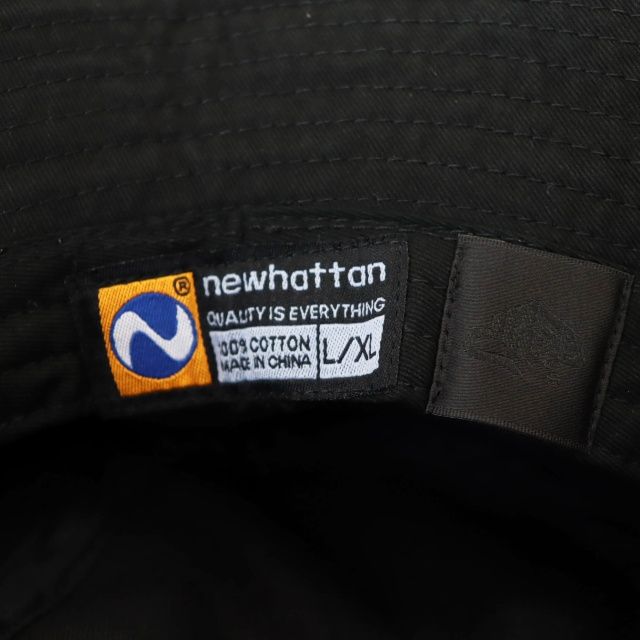 ®
newhattan
QUALITY IS EVERYTHING
100% COTTON
MADE IN CHINA
L/XL